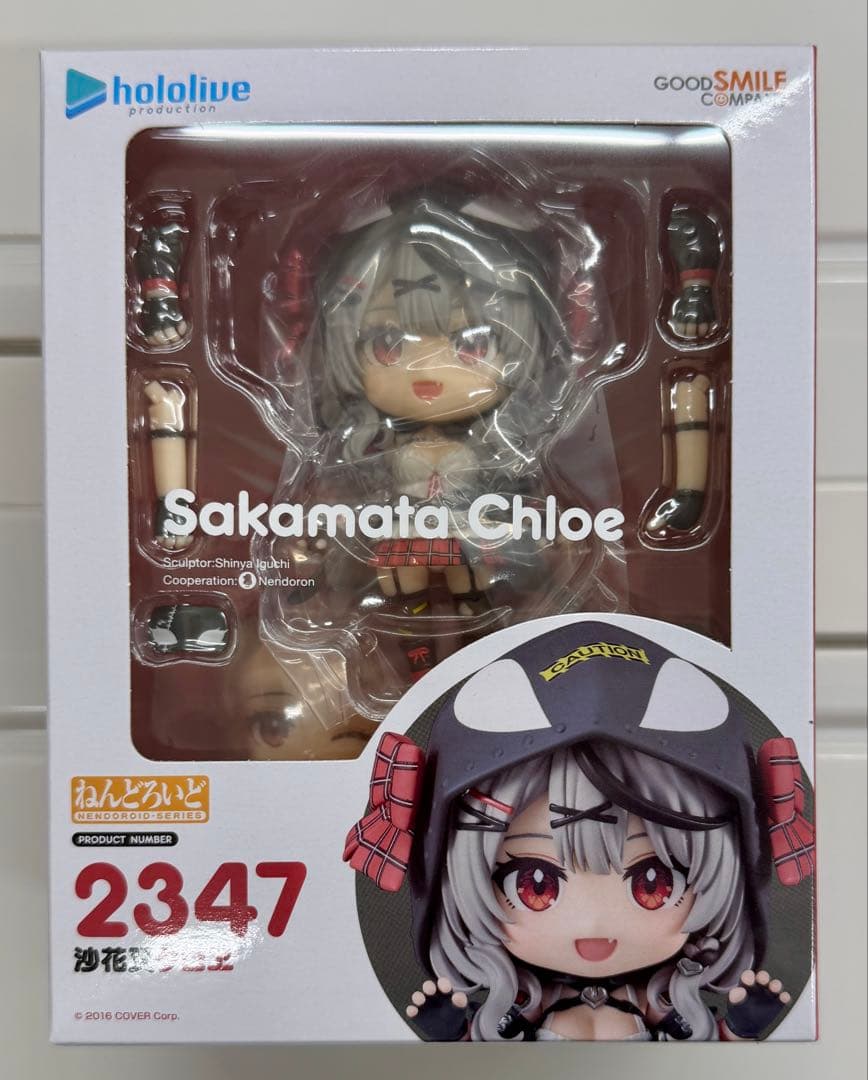 hololive
production
GOOD SMILE
COMPANY
Sakamata Chloe
Sculptor:Shinya Iguchi
Cooperation: Nendoron
CAUTION
ねんどろいど
NENDOROID-SERIES
PRODUCT NUMBER
2347
沙花叉クロヱ
© 2016 COVER Corp.